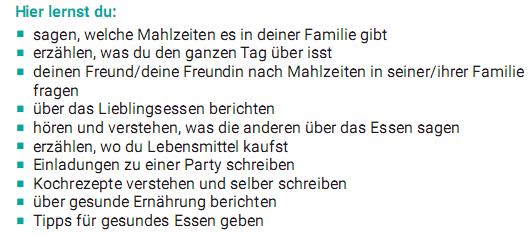 Hier lernst du:
▪ sagen, welche Mahlzeiten es in deiner Familie gibt
▪ erzählen, was du den ganzen Tag über isst
▪ deinen Freund/deine Freundin nach Mahlzeiten in seiner/ihrer Familie
fragen
▪ über das Lieblingsessen berichten
▪ hören und verstehen, was die anderen über das Essen sagen
▪ erzählen, wo du Lebensmittel kaufst
▪ Einladungen zu einer Party schreiben
▪ Kochrezepte verstehen und selber schreiben
▪ über gesunde Ernährung berichten
▪ Tipps für gesundes Essen geben